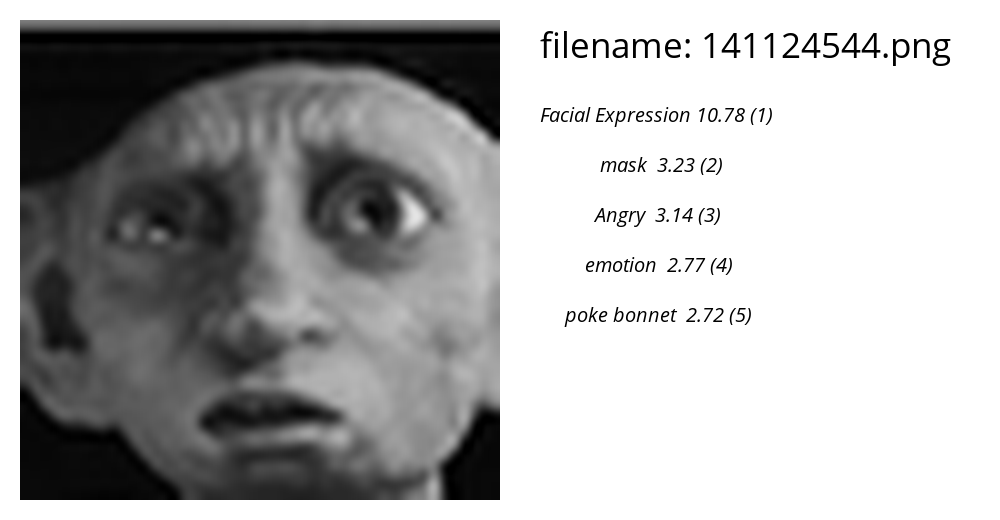 filename: 141124544.png
Facial Expression 10.78 (1)
mask 3.23 (2)
Angry 3.14 (3)
emotion 2.77 (4)
poke bonnet 2.72 (5)